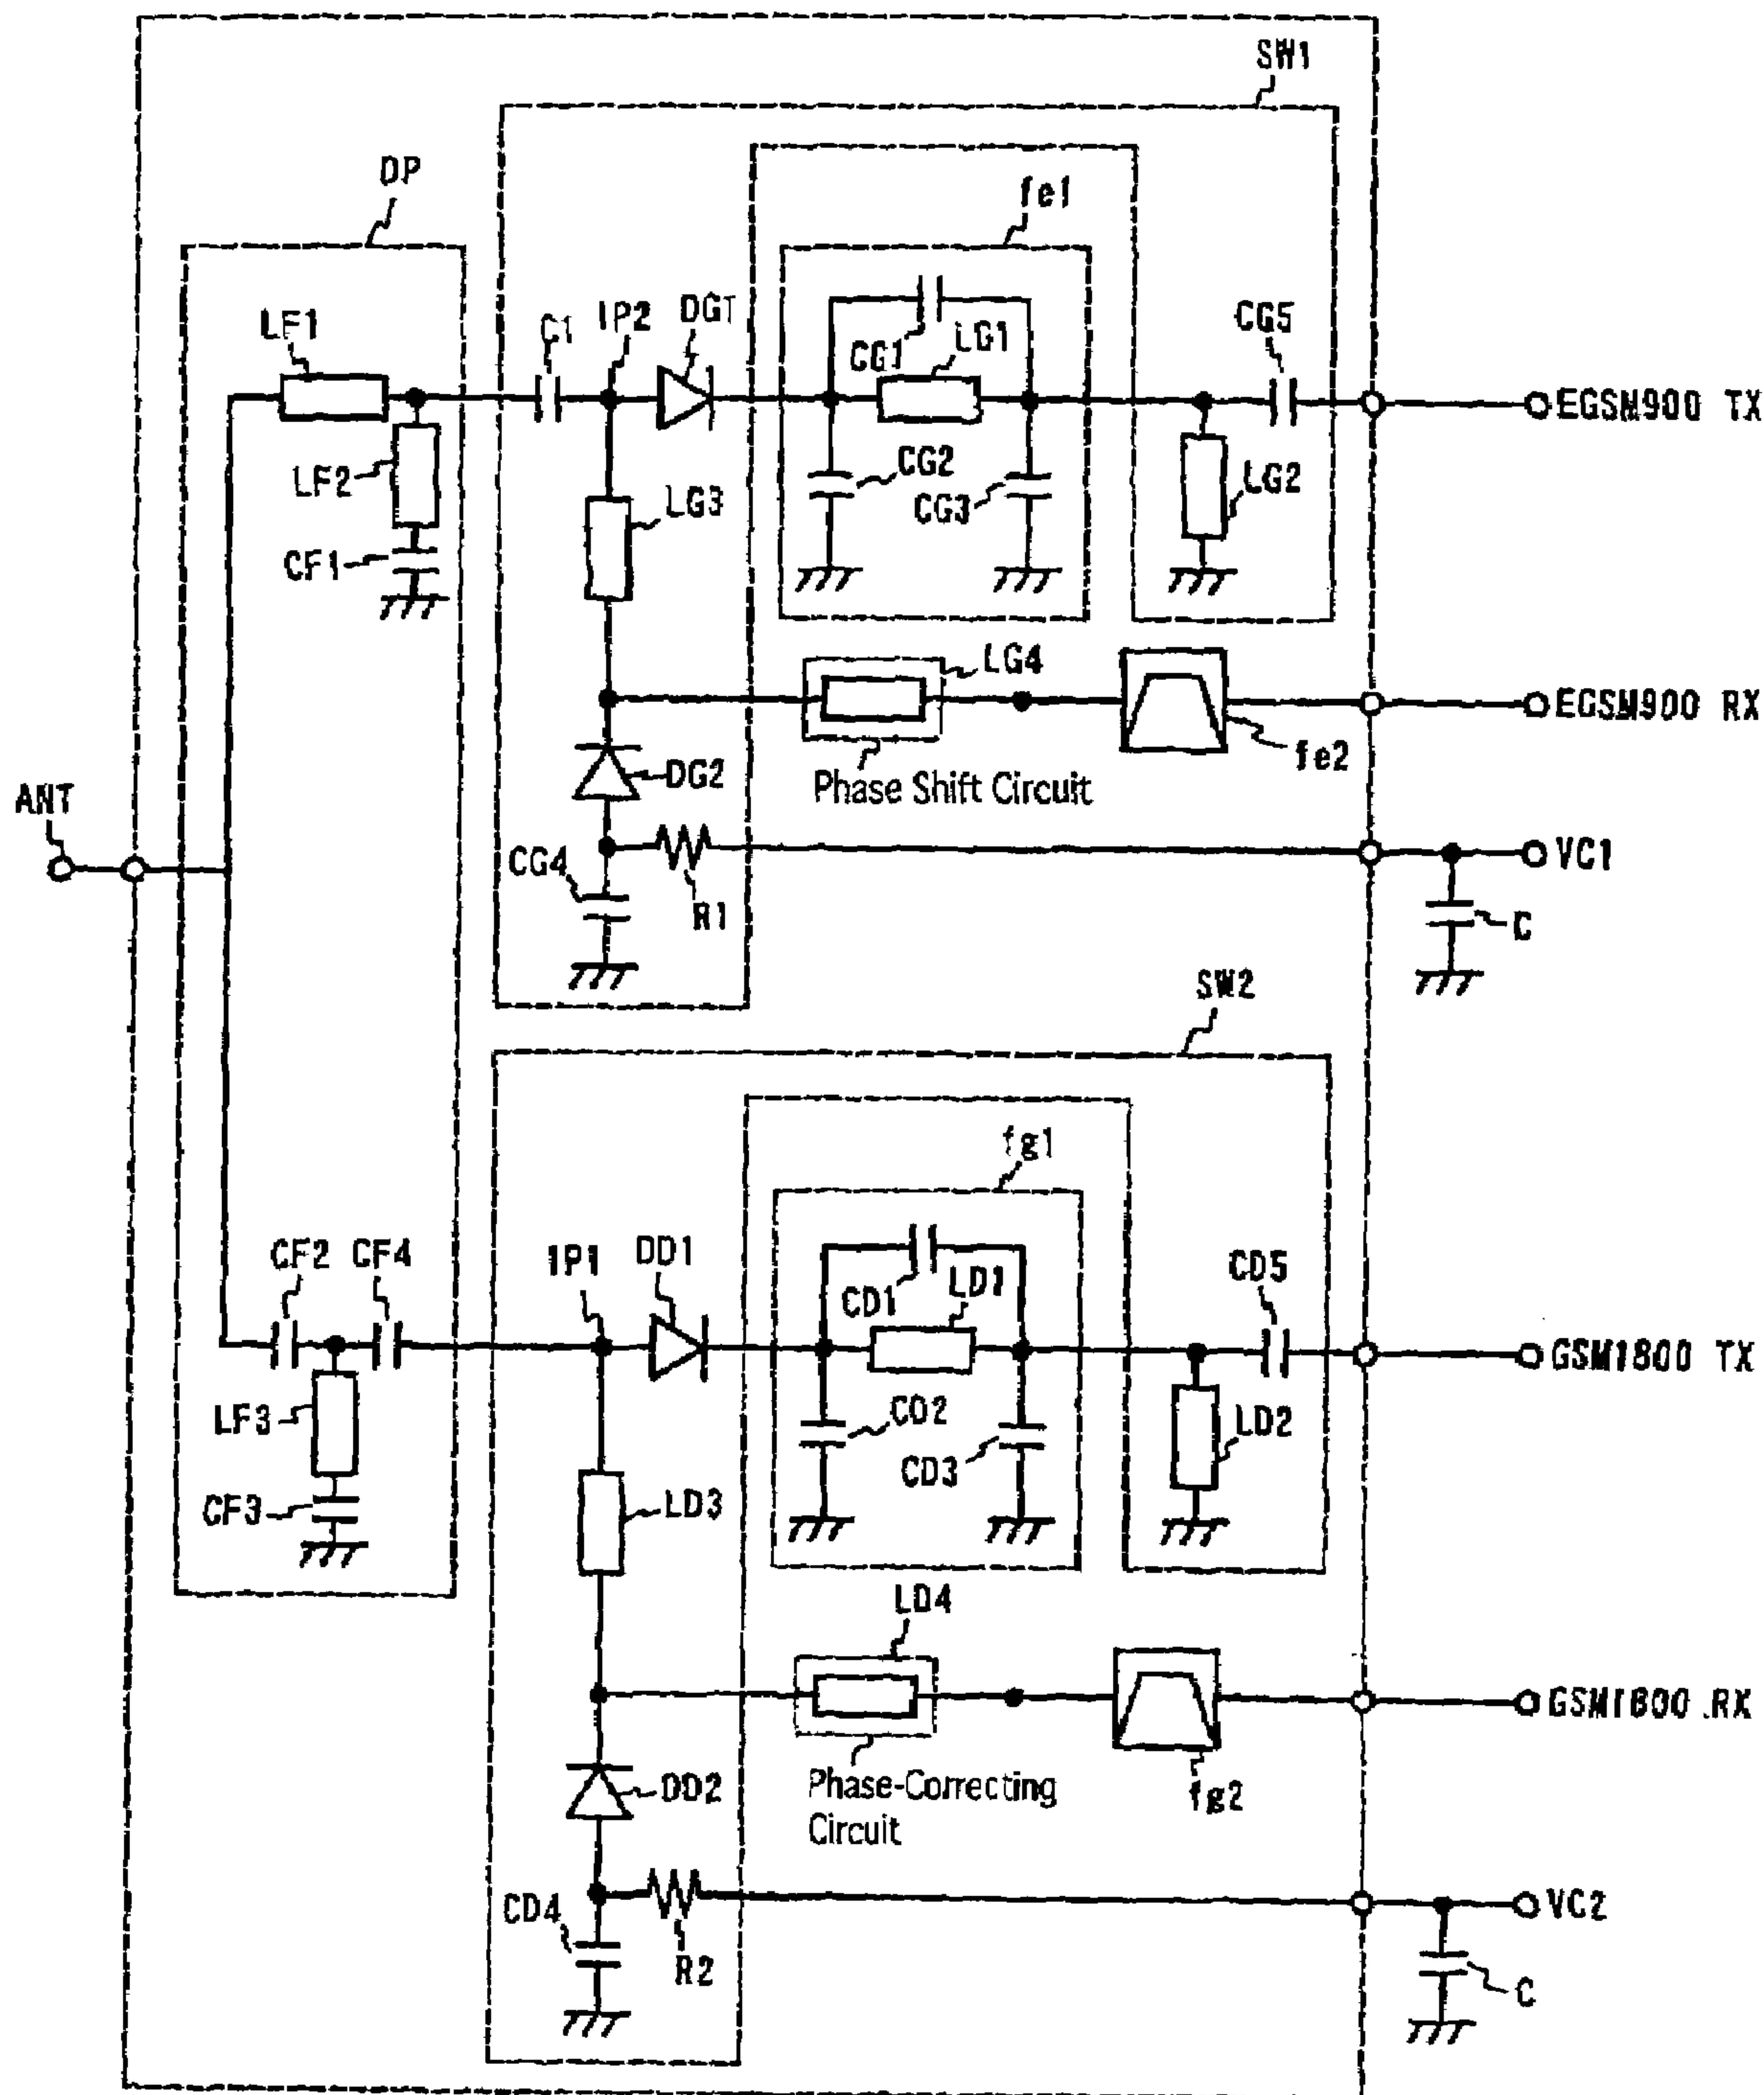 SW1
DP
fe1
LF1
C1
IP2
DGT
CG1
LG1
CG5
EGSM900 TX
LF2
CG2
CG3
LG2
LG3
CF1
LG4
EGSM900 RX
fe2
DG2
Phase Shift Circuit
ANT
CG4
R1
VC1
C
SW2
fg1
CF2
CF4
IP1
DD1
CD1
LD1
CD5
GSM1800 TX
LF3
CD2
CD3
LD2
LD3
CF3
LD4
GSM1800 RX
fg2
DD2
Phase-Correcting
Circuit
CD4
R2
VC2
C